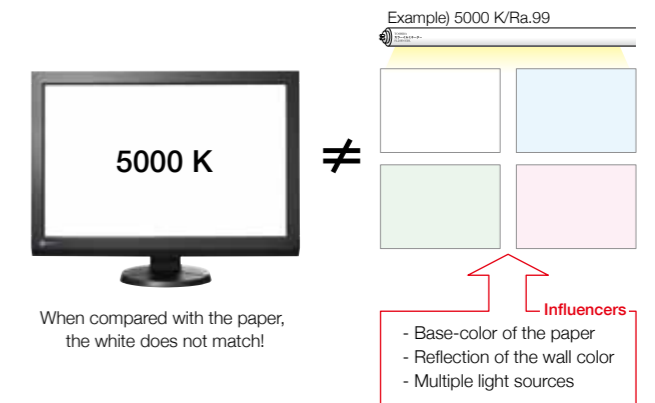 Example) 5000 K/Ra.99
5000 K
≠
When compared with the paper,
the white does not match!
Influencers
- Base-color of the paper
- Reflection of the wall color
- Multiple light sources